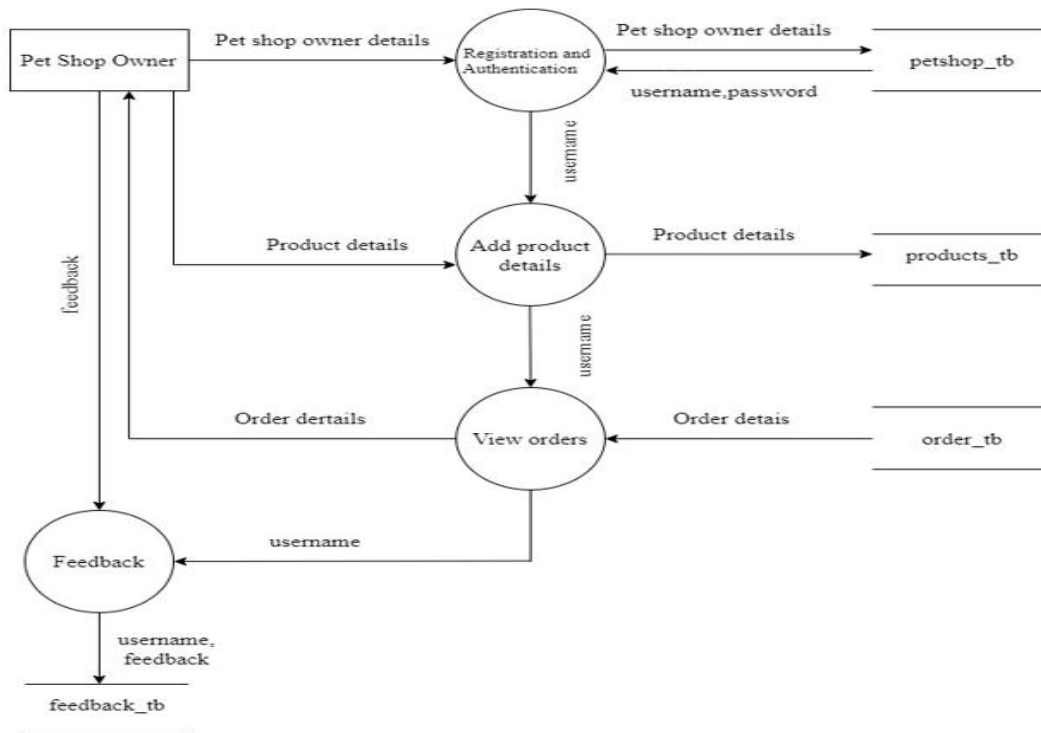 Pet shop owner details
Pet shop owner details
Pet Shop Owner
Registration and
Authentication
petshop_tb
username,password
username
Product details
Product details
Add product
details
products_tb
feedback
username
Order dertails
Order detais
View orders
order_tb
username
Feedback
username,
feedback
feedback_tb